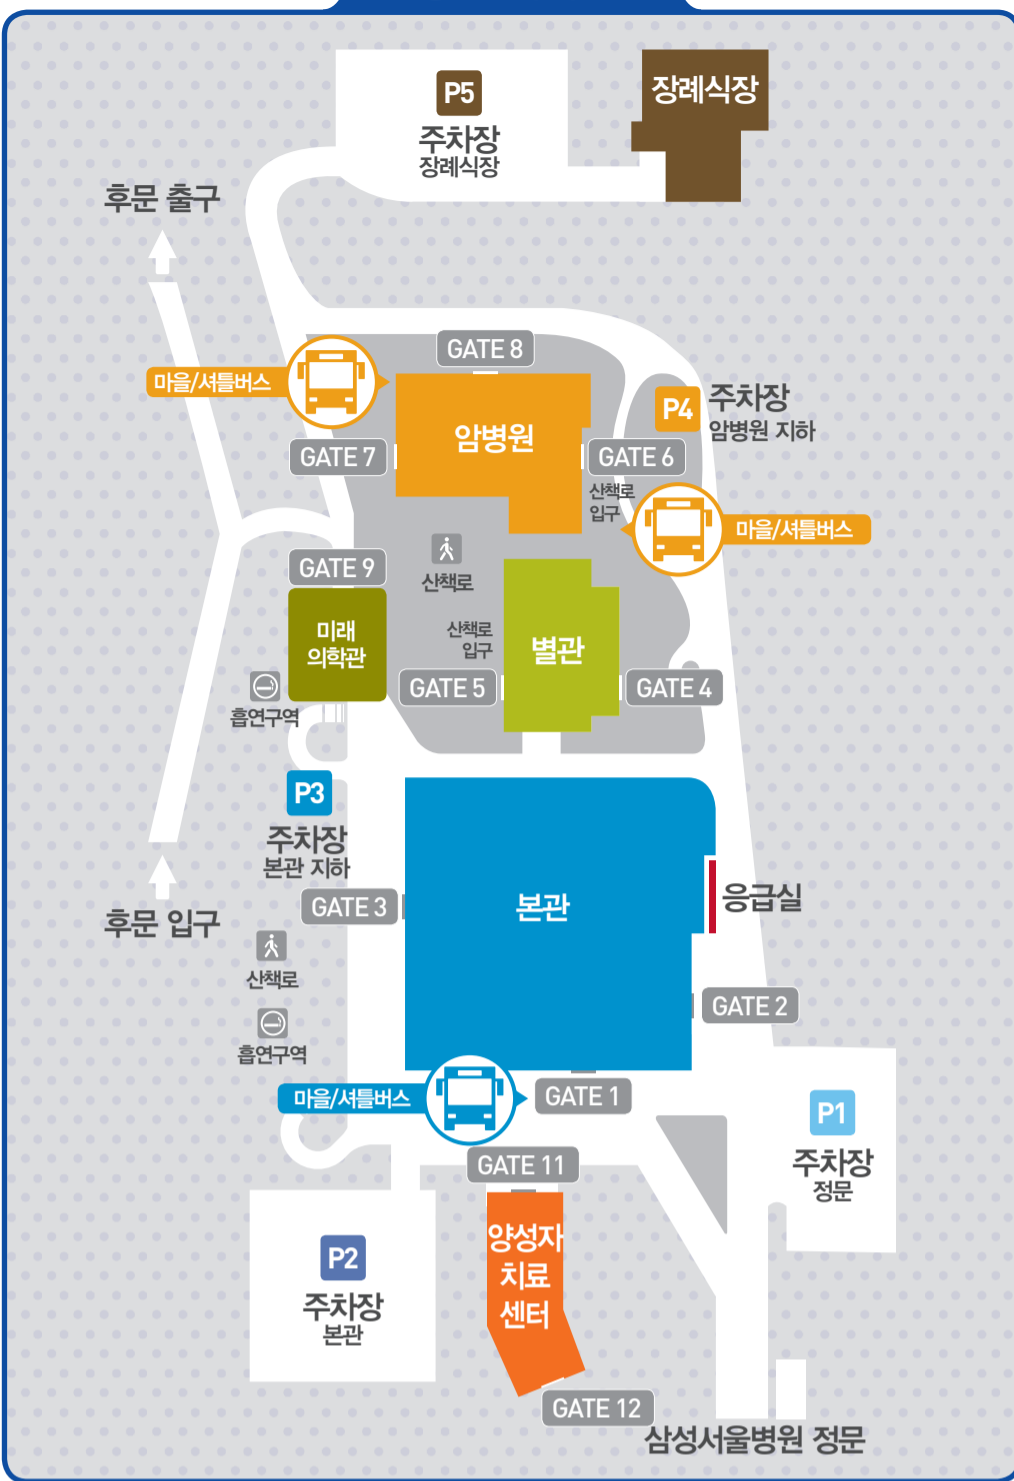 P5
주차장
장례식장
장례식장
후문 출구
GATE 8
마을/셔틀버스
P4
주차장
암병원 지하
암병원
GATE 7
GATE 6
산책로
입구
마을/셔틀버스
산책로
GATE 9
미래
의학관
산책로
입구
별관
GATE 5
GATE 4
흡연구역
P3
주차장
본관 지하
GATE 3
본관
응급실
후문 입구
산책로
GATE 2
흡연구역
마을/셔틀버스
GATE 1
P1
주차장
정문
GATE 11
양성자
치료
센터
P2
주차장
본관
GATE 12
삼성서울병원 정문